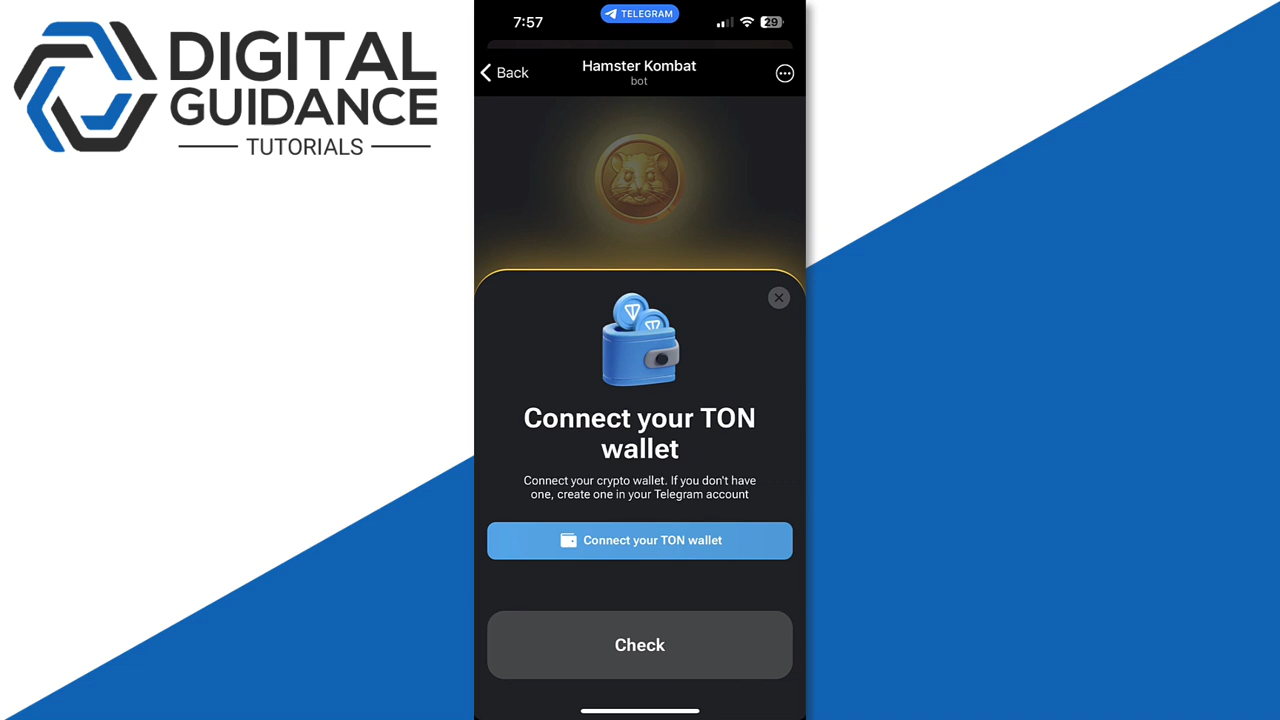 DIGITAL
GUIDANCE
TUTORIALS
7:57
TELEGRAM
29
Back
Hamster Kombat
bot
Connect your TON
wallet
Connect your crypto wallet. If you don't have
one, create one in your Telegram account
Connect your TON wallet
Check